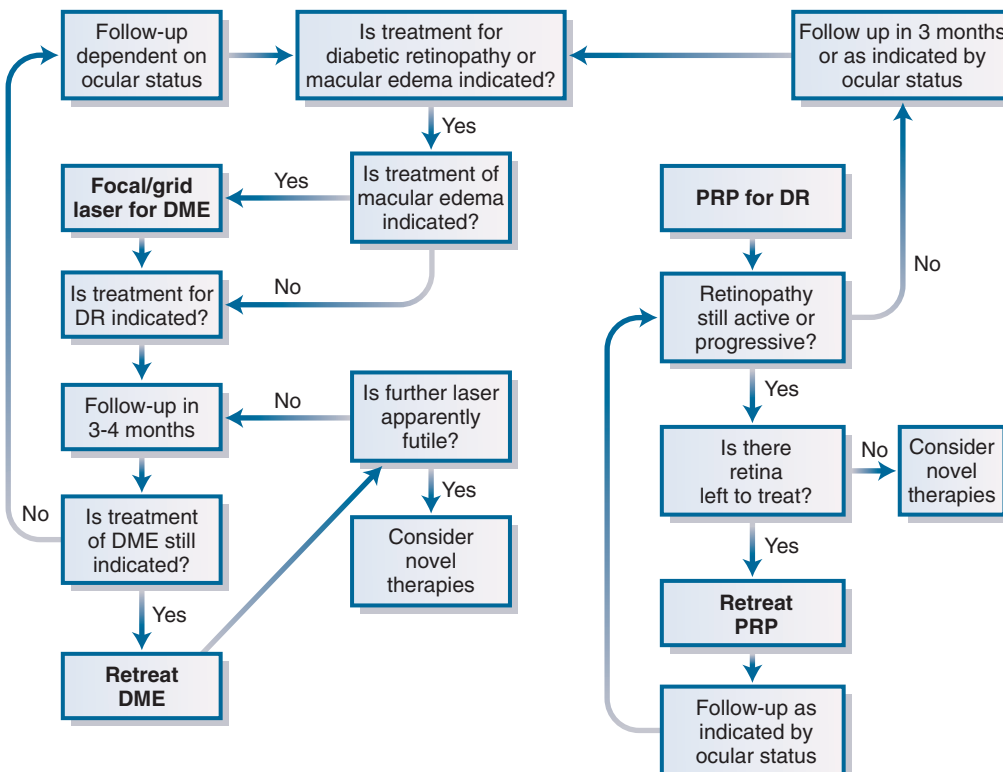 Follow-up
dependent on
ocular status
Is treatment for
diabetic retinopathy or
macular edema indicated?
Follow up in 3 months
or as indicated by
ocular status
Yes
Focal/grid
laser for DME
Yes
Is treatment of
macular edema
indicated?
PRP for DR
No
Is treatment for
DR indicated?
No
Retinopathy
still active or
progressive?
Yes
Follow-up in
3-4 months
No
Is further laser
apparently
futile?
Is there
retina
left to treat?
No
Consider
novel
therapies
Yes
No
Is treatment
of DME still
indicated?
Consider
novel
therapies
Yes
Yes
Retreat
DME
Retreat
PRP
Follow-up as
indicated by
ocular status